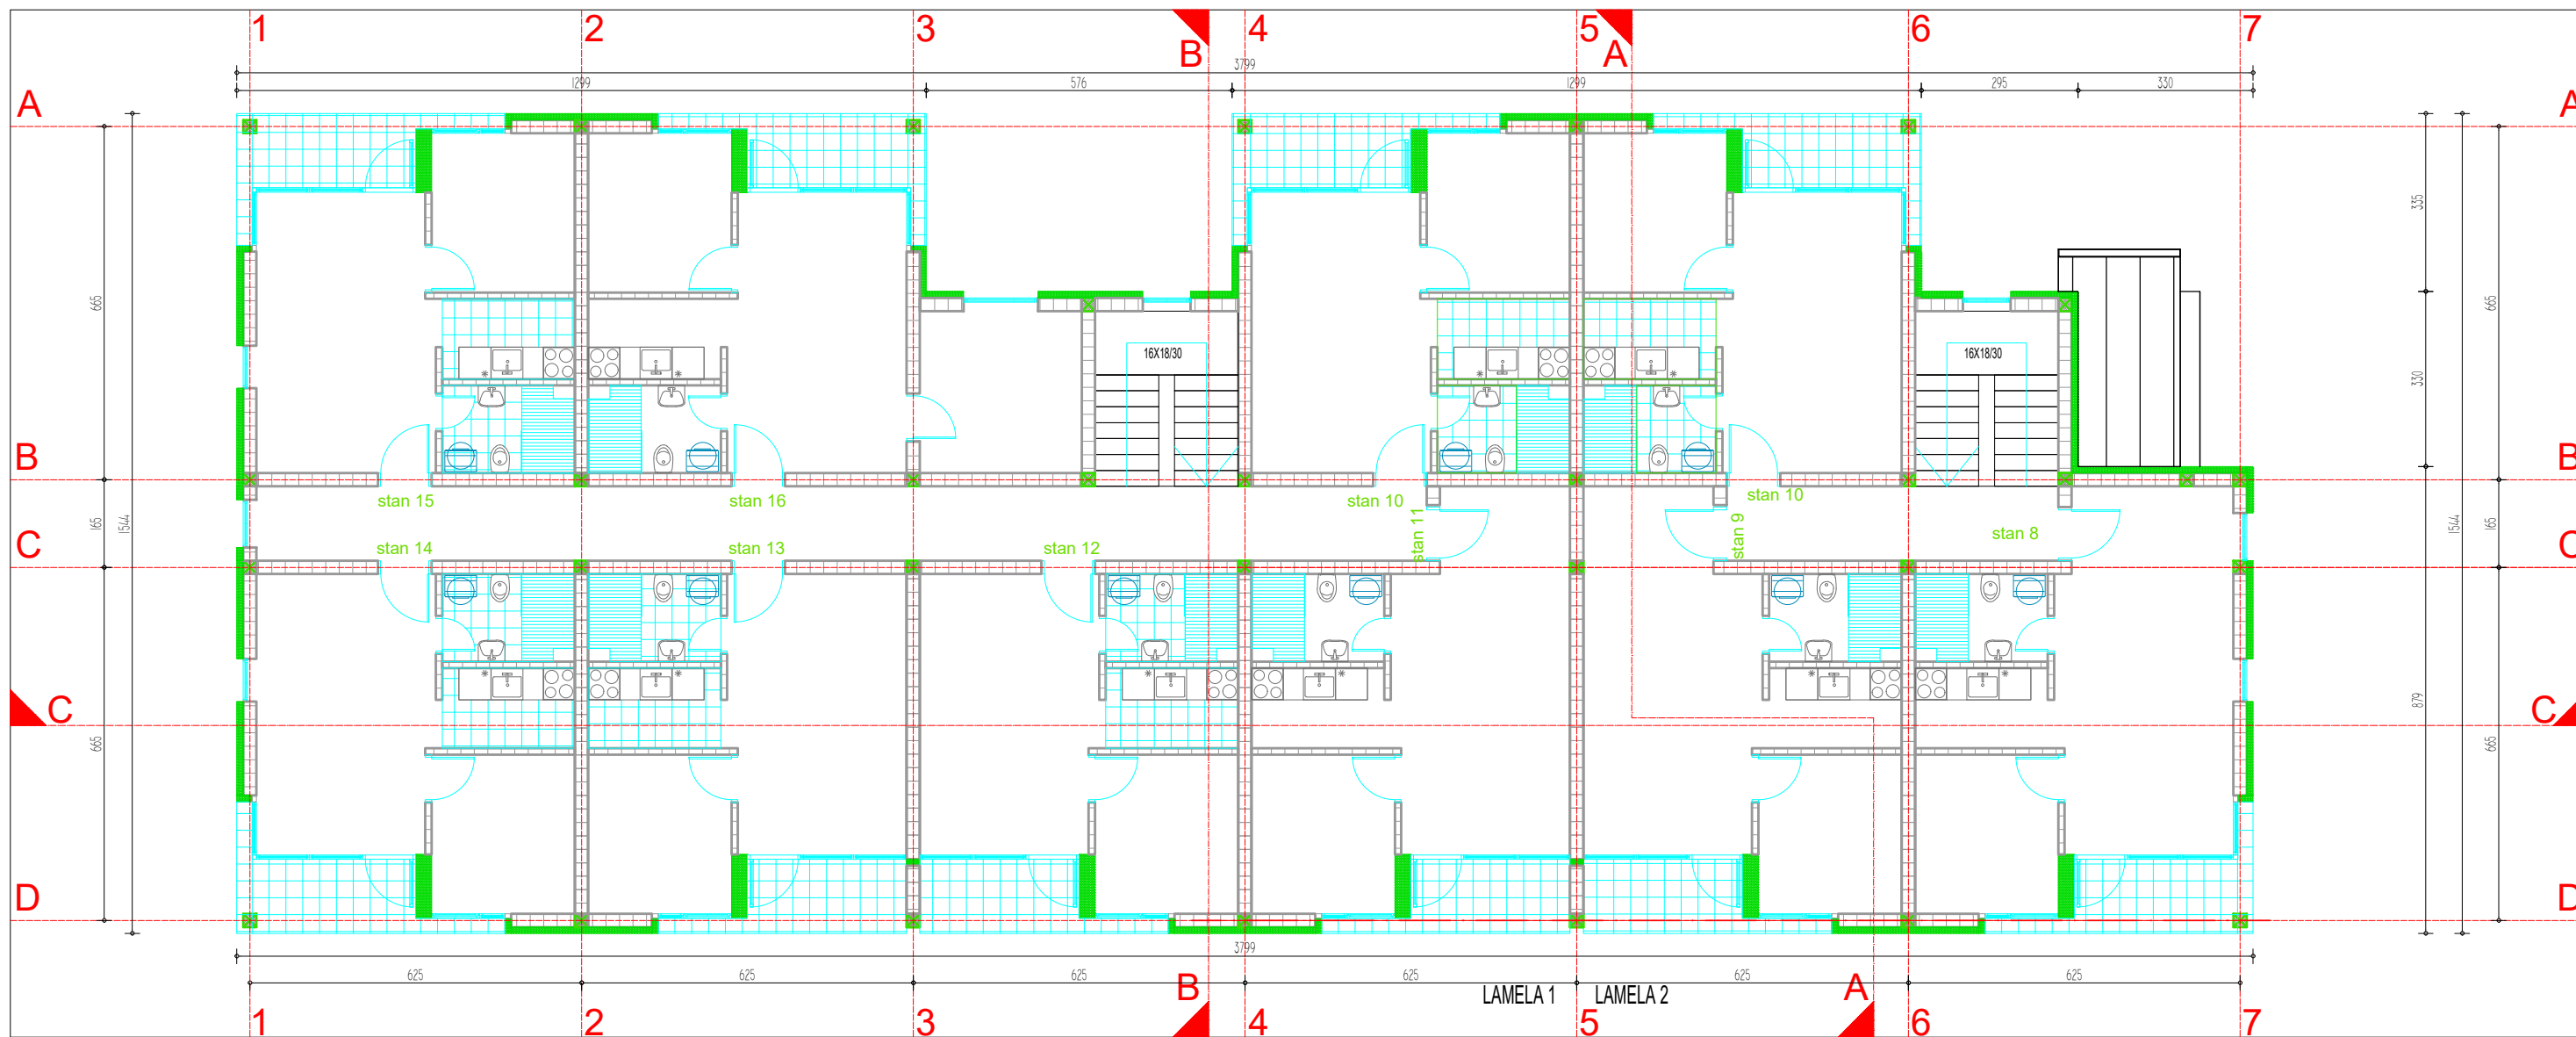 1 2 3 B 4 5 A 6 7
3799
1299 576 1299 295 330
A A
335
665 665
16X18/30 16X18/30
330
B B
stan 15 stan 16 stan 10 stan 10
stan 11 stan 9
165 1544 1544 165
stan 8
C C
stan 14 stan 13 stan 12
C C
879
665 665
D D
3799
625 625 625 625 625 625
LAMELA 1 LAMELA 2
B A
1 2 3 4 5 6 7